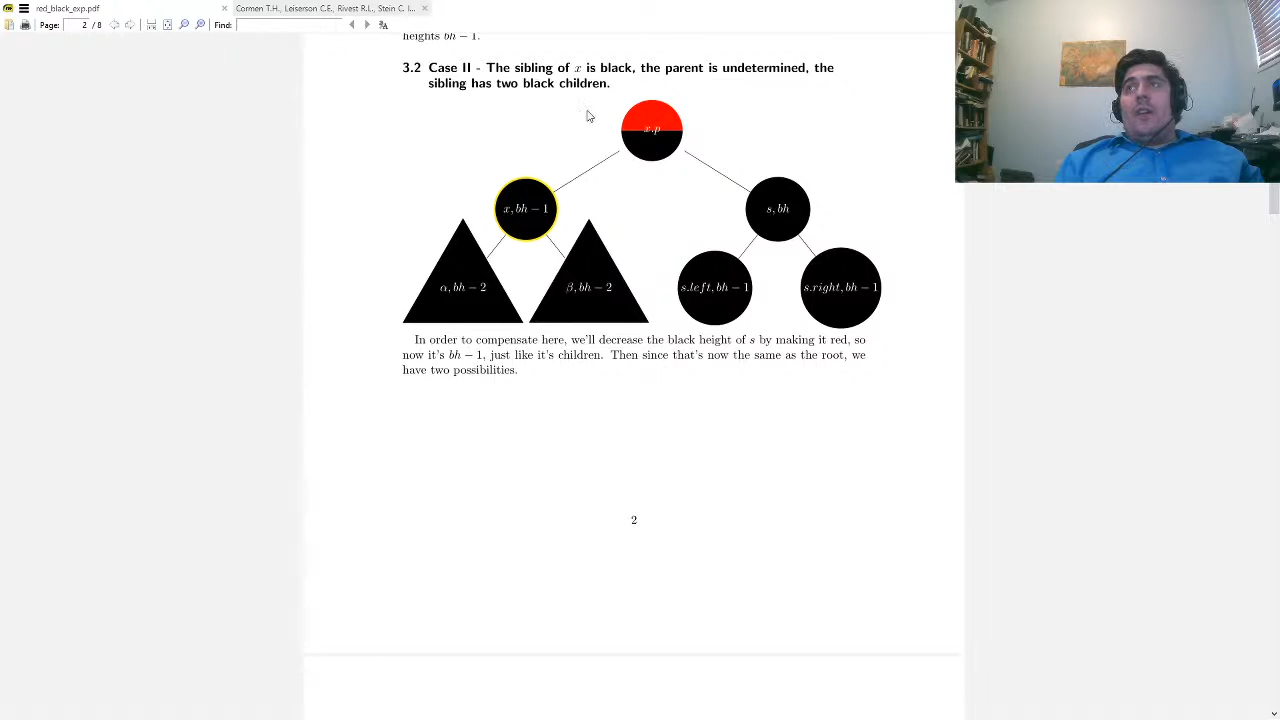 red_black_exp.pdf
Cormen T.H., Leiserson C.E., Rivest R.L., Stein C. I...
Page: 2 / 8 Find:
heights bh − 1.
3.2 Case II - The sibling of x is black, the parent is undetermined, the
sibling has two black children.
x.p
x, bh − 1
s, bh
α, bh − 2
β, bh − 2
s.left, bh − 1
s.right, bh − 1
In order to compensate here, we'll decrease the black height of s by making it red, so
now it's bh − 1, just like it's children. Then since that's now the same as the root, we
have two possibilities.
2